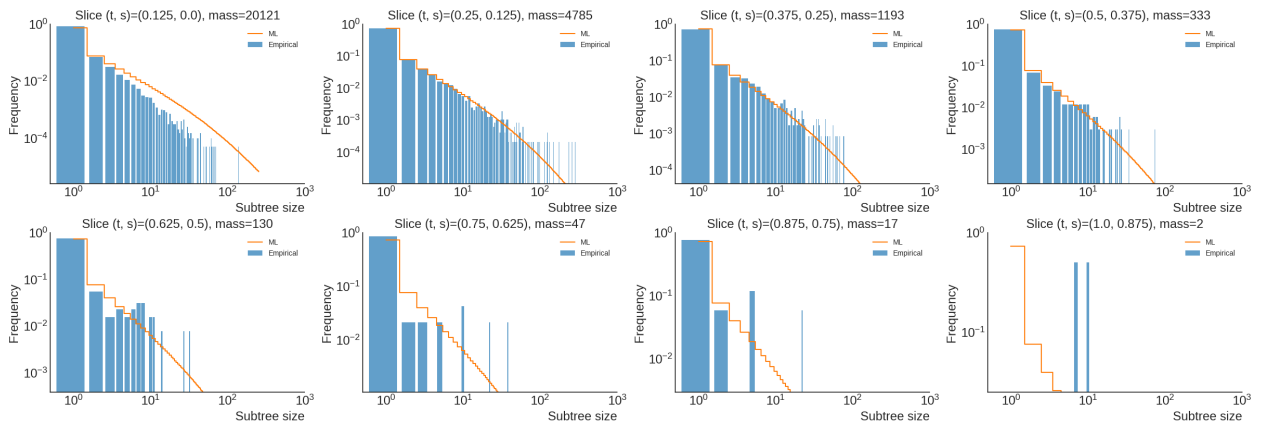 Slice (t, s)=(0.125, 0.0), mass=20121
Frequency
10^0
10^-2
10^-4
ML
Empirical
10^0
10^1
10^2
10^3
Subtree size
Slice (t, s)=(0.25, 0.125), mass=4785
Frequency
10^0
10^-1
10^-2
10^-3
10^-4
ML
Empirical
10^0
10^1
10^2
10^3
Subtree size
Slice (t, s)=(0.375, 0.25), mass=1193
Frequency
10^0
10^-1
10^-2
10^-3
10^-4
ML
Empirical
10^0
10^1
10^2
10^3
Subtree size
Slice (t, s)=(0.5, 0.375), mass=333
Frequency
10^0
10^-1
10^-2
10^-3
ML
Empirical
10^0
10^1
10^2
10^3
Subtree size
Slice (t, s)=(0.625, 0.5), mass=130
Frequency
10^0
10^-1
10^-2
10^-3
ML
Empirical
10^0
10^1
10^2
10^3
Subtree size
Slice (t, s)=(0.75, 0.625), mass=47
Frequency
10^0
10^-1
10^-2
ML
Empirical
10^0
10^1
10^2
10^3
Subtree size
Slice (t, s)=(0.875, 0.75), mass=17
Frequency
10^0
10^-1
10^-2
ML
Empirical
10^0
10^1
10^2
10^3
Subtree size
Slice (t, s)=(1.0, 0.875), mass=2
Frequency
10^0
10^-1
ML
Empirical
10^0
10^1
10^2
10^3
Subtree size